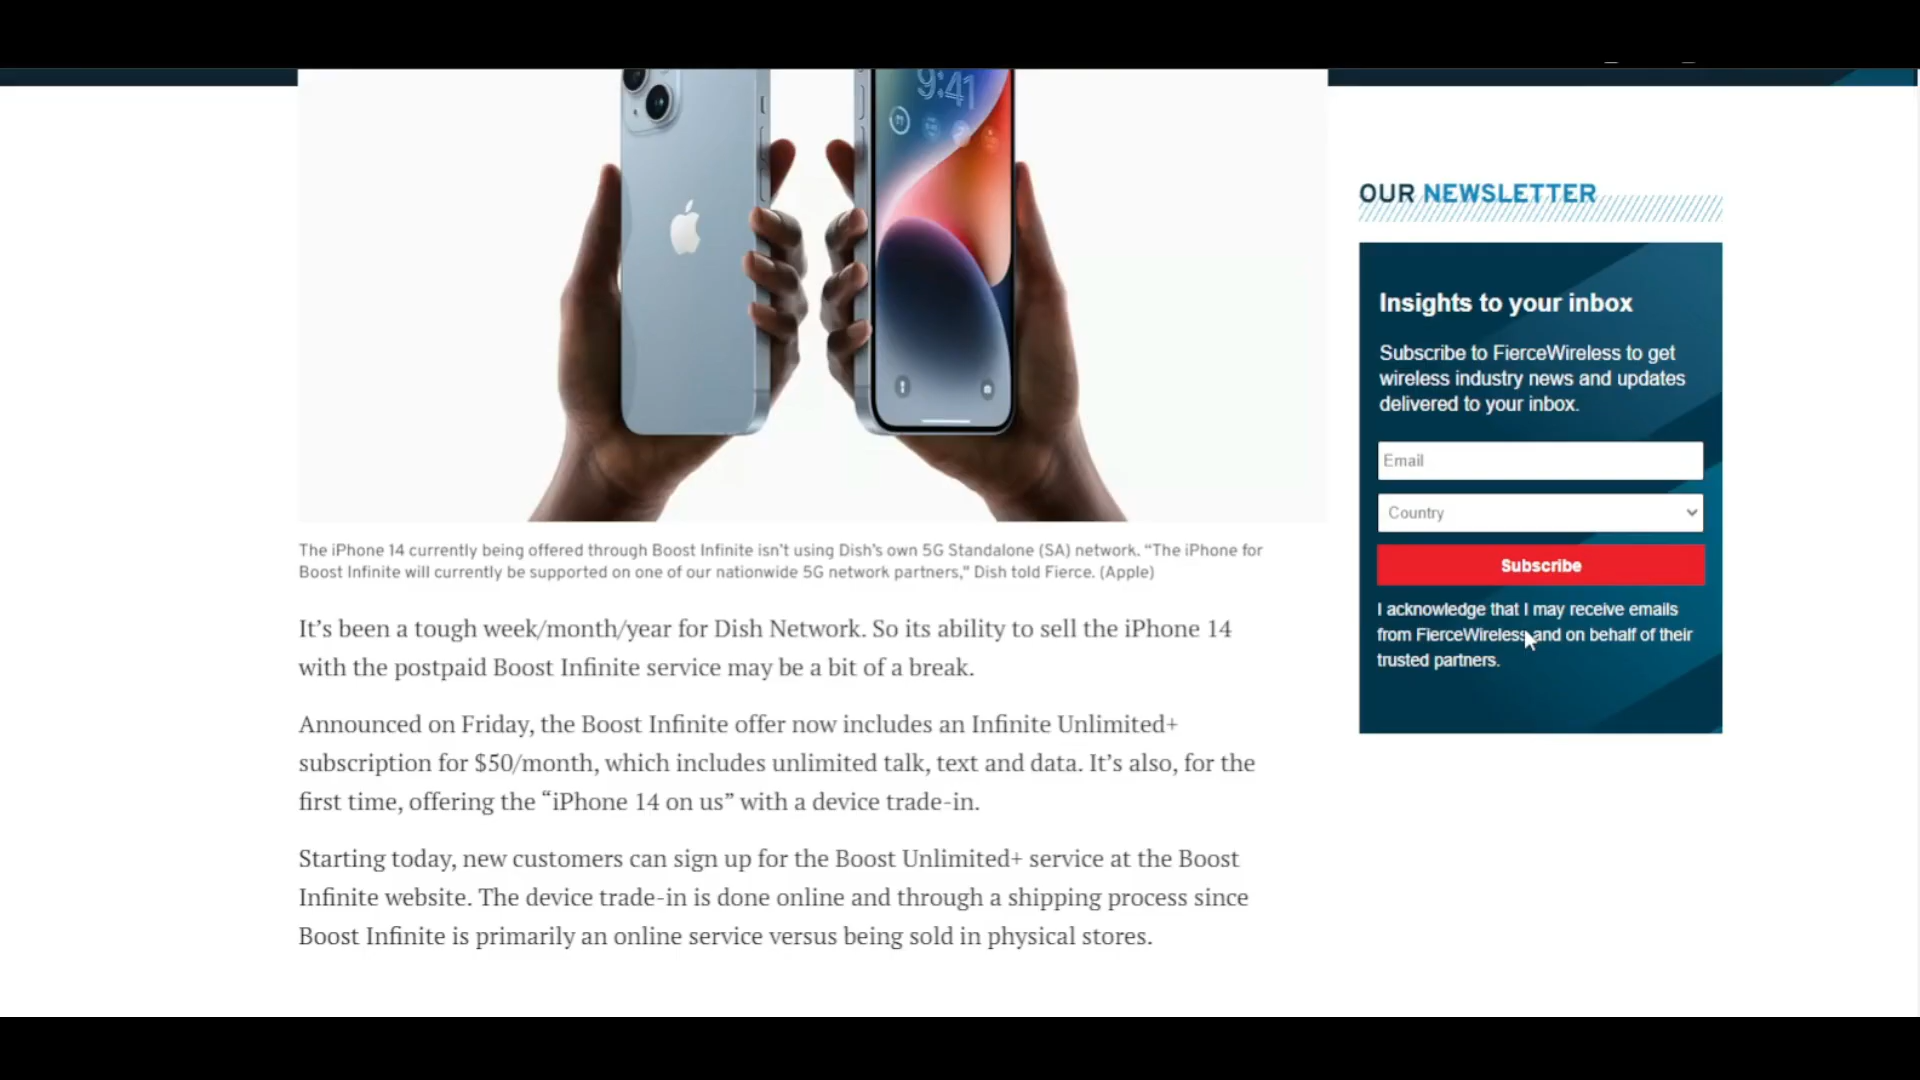 9:41
OUR NEWSLETTER
Insights to your inbox
Subscribe to FierceWireless to get
wireless industry news and updates
delivered to your inbox.
Email
Country
Subscribe
I acknowledge that I may receive emails
from FierceWireless and on behalf of their
trusted partners.
The iPhone 14 currently being offered through Boost Infinite isn’t using Dish’s own 5G Standalone (SA) network. “The iPhone for
Boost Infinite will currently be supported on one of our nationwide 5G network partners,” Dish told Fierce. (Apple)
It’s been a tough week/month/year for Dish Network. So its ability to sell the iPhone 14
with the postpaid Boost Infinite service may be a bit of a break.
Announced on Friday, the Boost Infinite offer now includes an Infinite Unlimited+
subscription for $50/month, which includes unlimited talk, text and data. It’s also, for the
first time, offering the “iPhone 14 on us” with a device trade-in.
Starting today, new customers can sign up for the Boost Unlimited+ service at the Boost
Infinite website. The device trade-in is done online and through a shipping process since
Boost Infinite is primarily an online service versus being sold in physical stores.